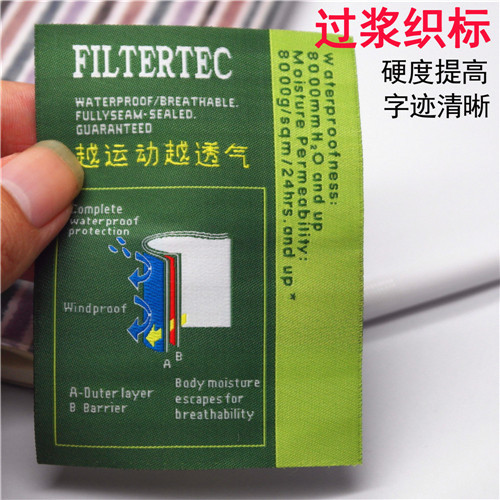 过浆织标
硬度提高
字迹清晰
FILTERTEC
WATERPROOF/BREATHABLE.
FULLYSEAM-SEALED.
GUARANTEED
越运动越透气
Complete
waterproof
protection
Windproof
A
B
A-Outer layer
B Barrier
Body moisture
escapes for
breathability
Waterproofness:
8000mm H₂O and up
Moisture Permeability:
8000g/sqm/24hrs.and up *